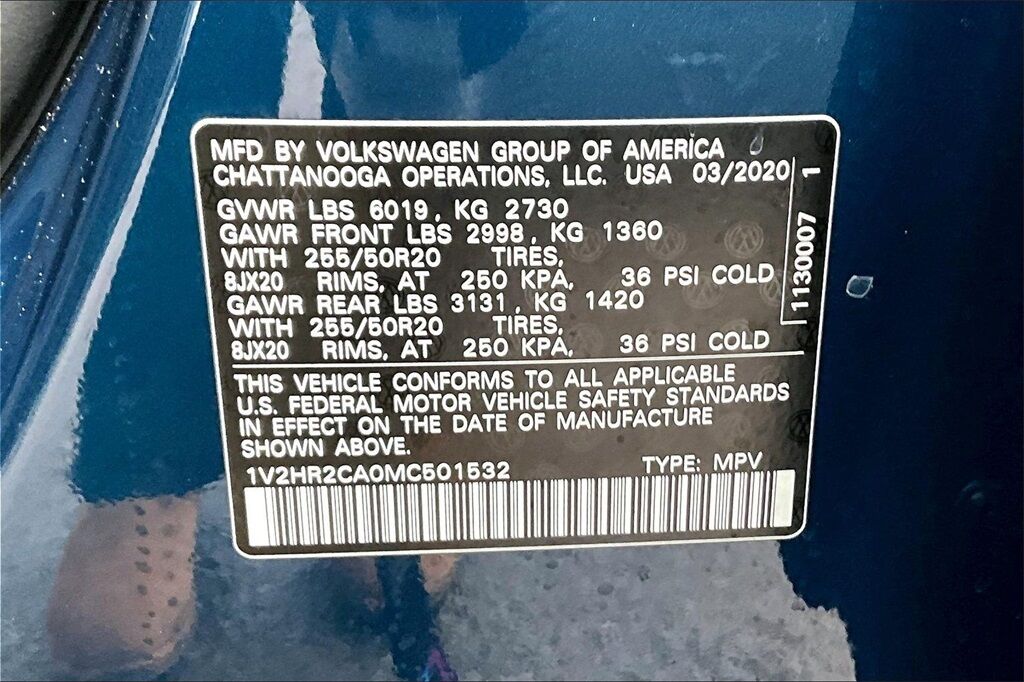 MFD BY VOLKSWAGEN GROUP OF AMERICA
CHATTANOOGA OPERATIONS, LLC. USA 03/2020
GVWR LBS 6019, KG 2730
GAWR FRONT LBS 2998, KG 1360
WITH 255/50R20 TIRES,
8JX20 RIMS, AT 250 KPA, 36 PSI COLD
GAWR REAR LBS 3131, KG 1420
WITH 255/50R20 TIRES,
8JX20 RIMS, AT 250 KPA, 36 PSI COLD
1130007 1
THIS VEHICLE CONFORMS TO ALL APPLICABLE
U.S. FEDERAL MOTOR VEHICLE SAFETY STANDARDS
IN EFFECT ON THE DATE OF MANUFACTURE
SHOWN ABOVE.
1V2HR2CA0MC501532 TYPE: MPV